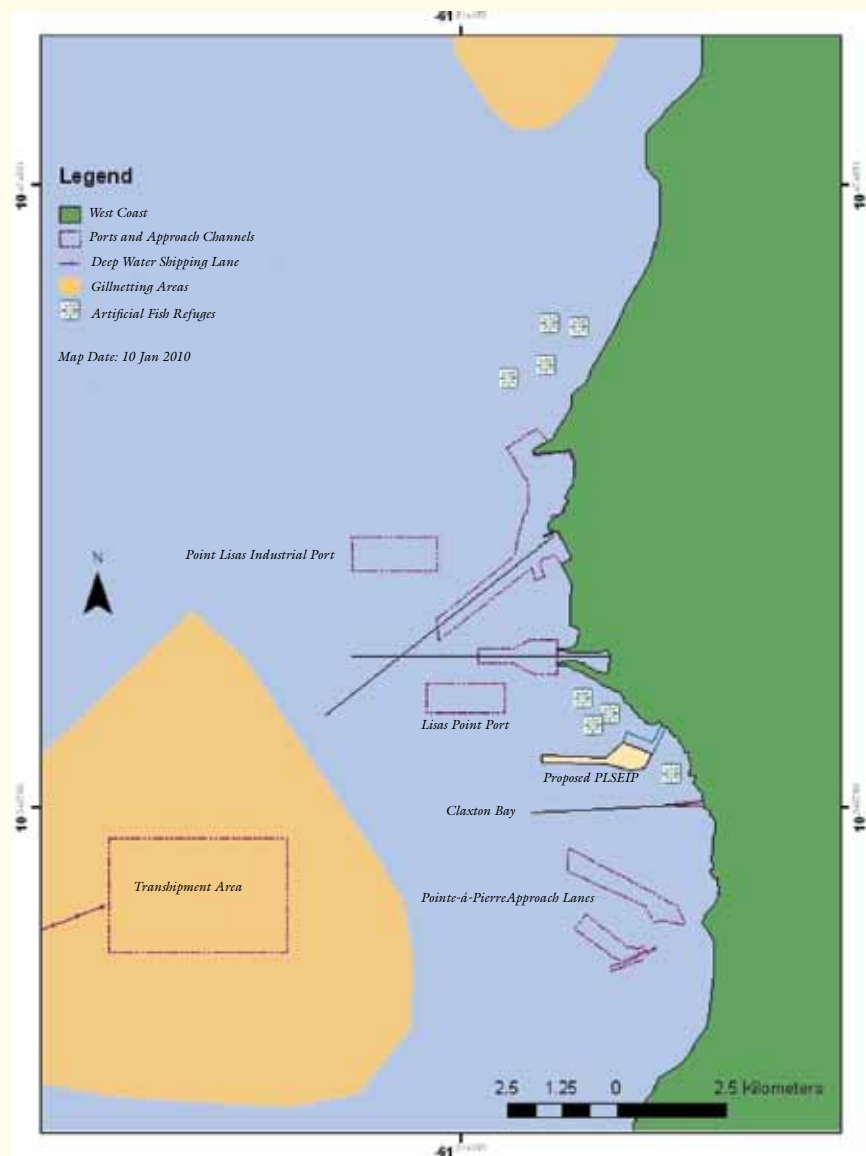 -61
10
10
Legend
West Coast
Ports and Approach Channels
Deep Water Shipping Lane
Gillnetting Areas
Artificial Fish Refuges
Map Date: 10 Jan 2010
N
Point Lisas Industrial Port
Lisas Point Port
Proposed PLSEIP
Claxton Bay
10
10
Transhipment Area
Pointe-á-PierreApproach Lanes
2.5 1.25 0 2.5 Kilometers
-61